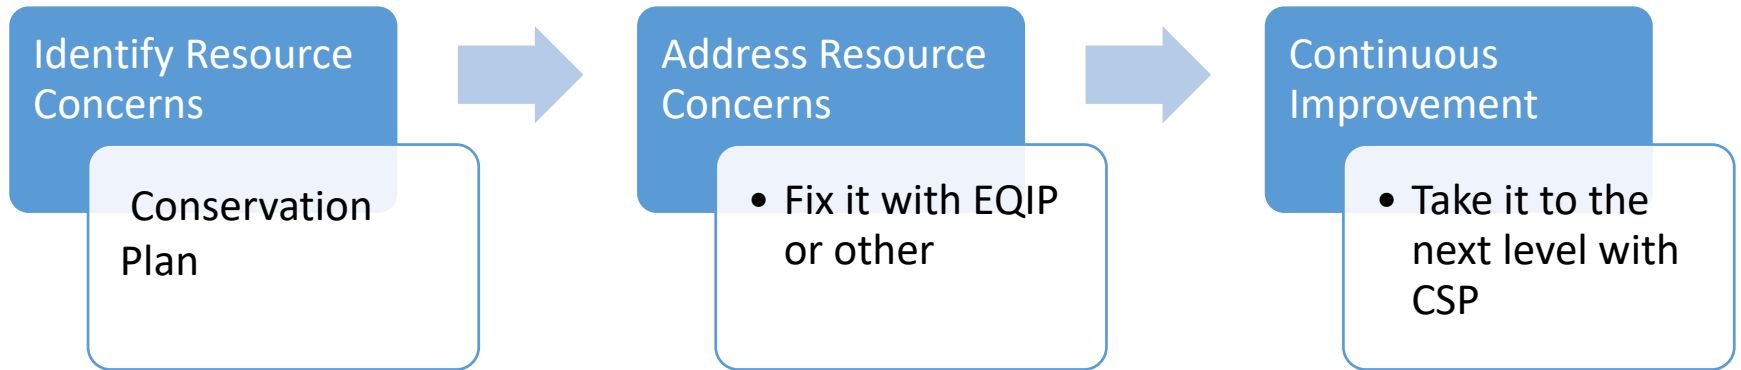 Identify Resource
Concerns
Conservation
Plan
Address Resource
Concerns
• Fix it with EQIP
or other
Continuous
Improvement
• Take it to the
next level with
CSP